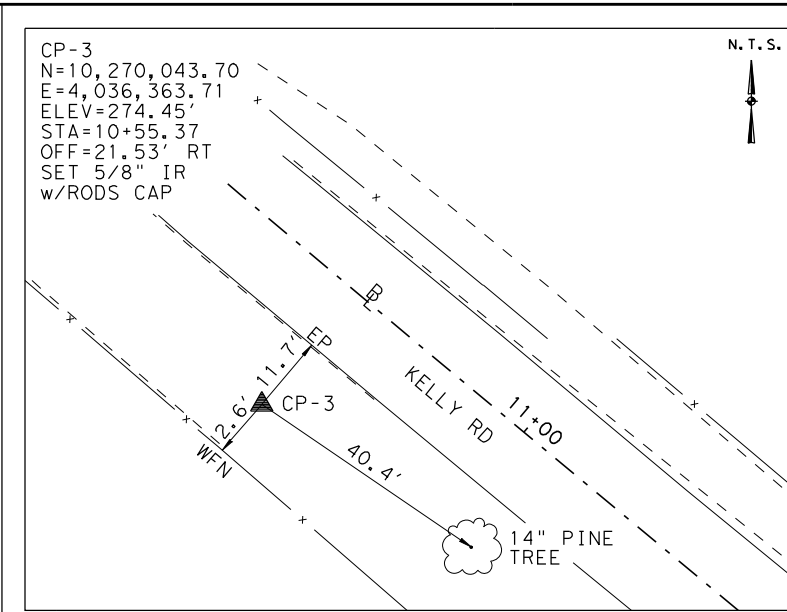 CP-3
N=10,270,043.70
E=4,036,363.71
ELEV=274.45'
STA=10+55.37
OFF=21.53' RT
SET 5/8" IR
w/RODS CAP
N.T.S.
B
EP
11.7'
2.6'
CP-3
WFN
KELLY RD
11+00
40.4'
14" PINE
TREE